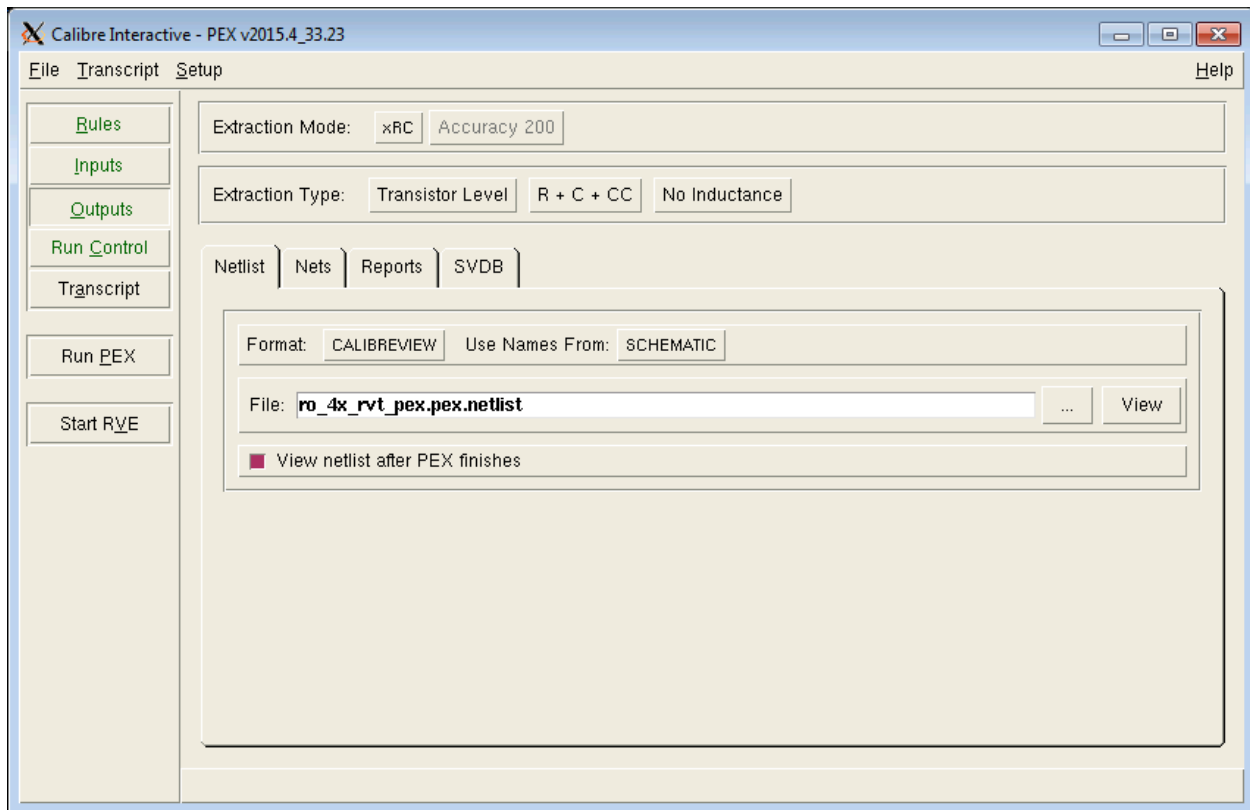 Calibre Interactive - PEX v2015.4_33.23
File Transcript Setup Help
Rules
Inputs
Outputs
Run Control
Transcript
Run PEX
Start RVE
Extraction Mode: xRC Accuracy 200
Extraction Type: Transistor Level R + C + CC No Inductance
Netlist Nets Reports SVDB
Format: CALIBREVIEW Use Names From: SCHEMATIC
File: ro_4x_rvt_pex.pex.netlist ... View
View netlist after PEX finishes